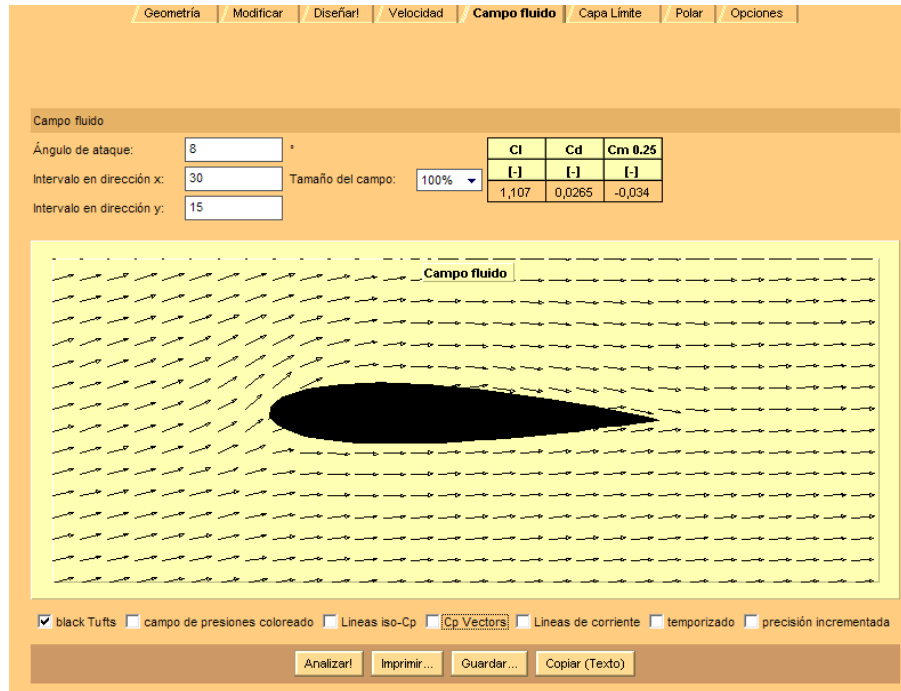 Geometría Modificar Diseñar! Velocidad Campo fluido Capa Límite Polar Opciones
Campo fluido
Ángulo de ataque: 8 °
Intervalo en dirección x: 30 Tamaño del campo: 100%
Intervalo en dirección y: 15
Cl Cd Cm 0.25
[-] [-] [-]
1,107 0,0265 -0,034
Campo fluido
black Tufts campo de presiones coloreado Lineas iso-Cp Cp Vectors Lineas de corriente temporizado precisión incrementada
Analizar! Imprimir... Guardar... Copiar (Texto)